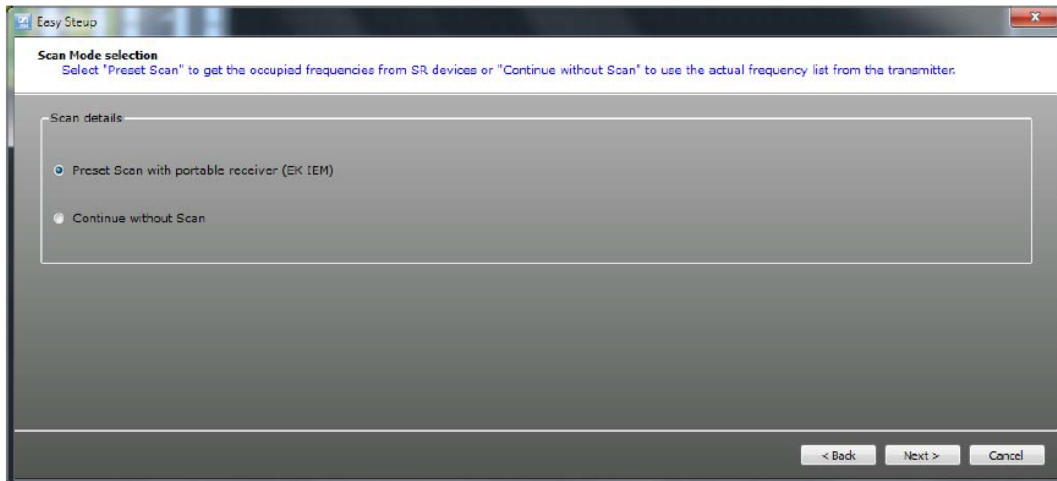 Easy Steup
Scan Mode selection
Select "Preset Scan" to get the occupied frequencies from SR devices or "Continue without Scan" to use the actual frequency list from the transmitter.
Scan details
Preset Scan with portable receiver (EK IEM)
Continue without Scan
< Back Next > Cancel